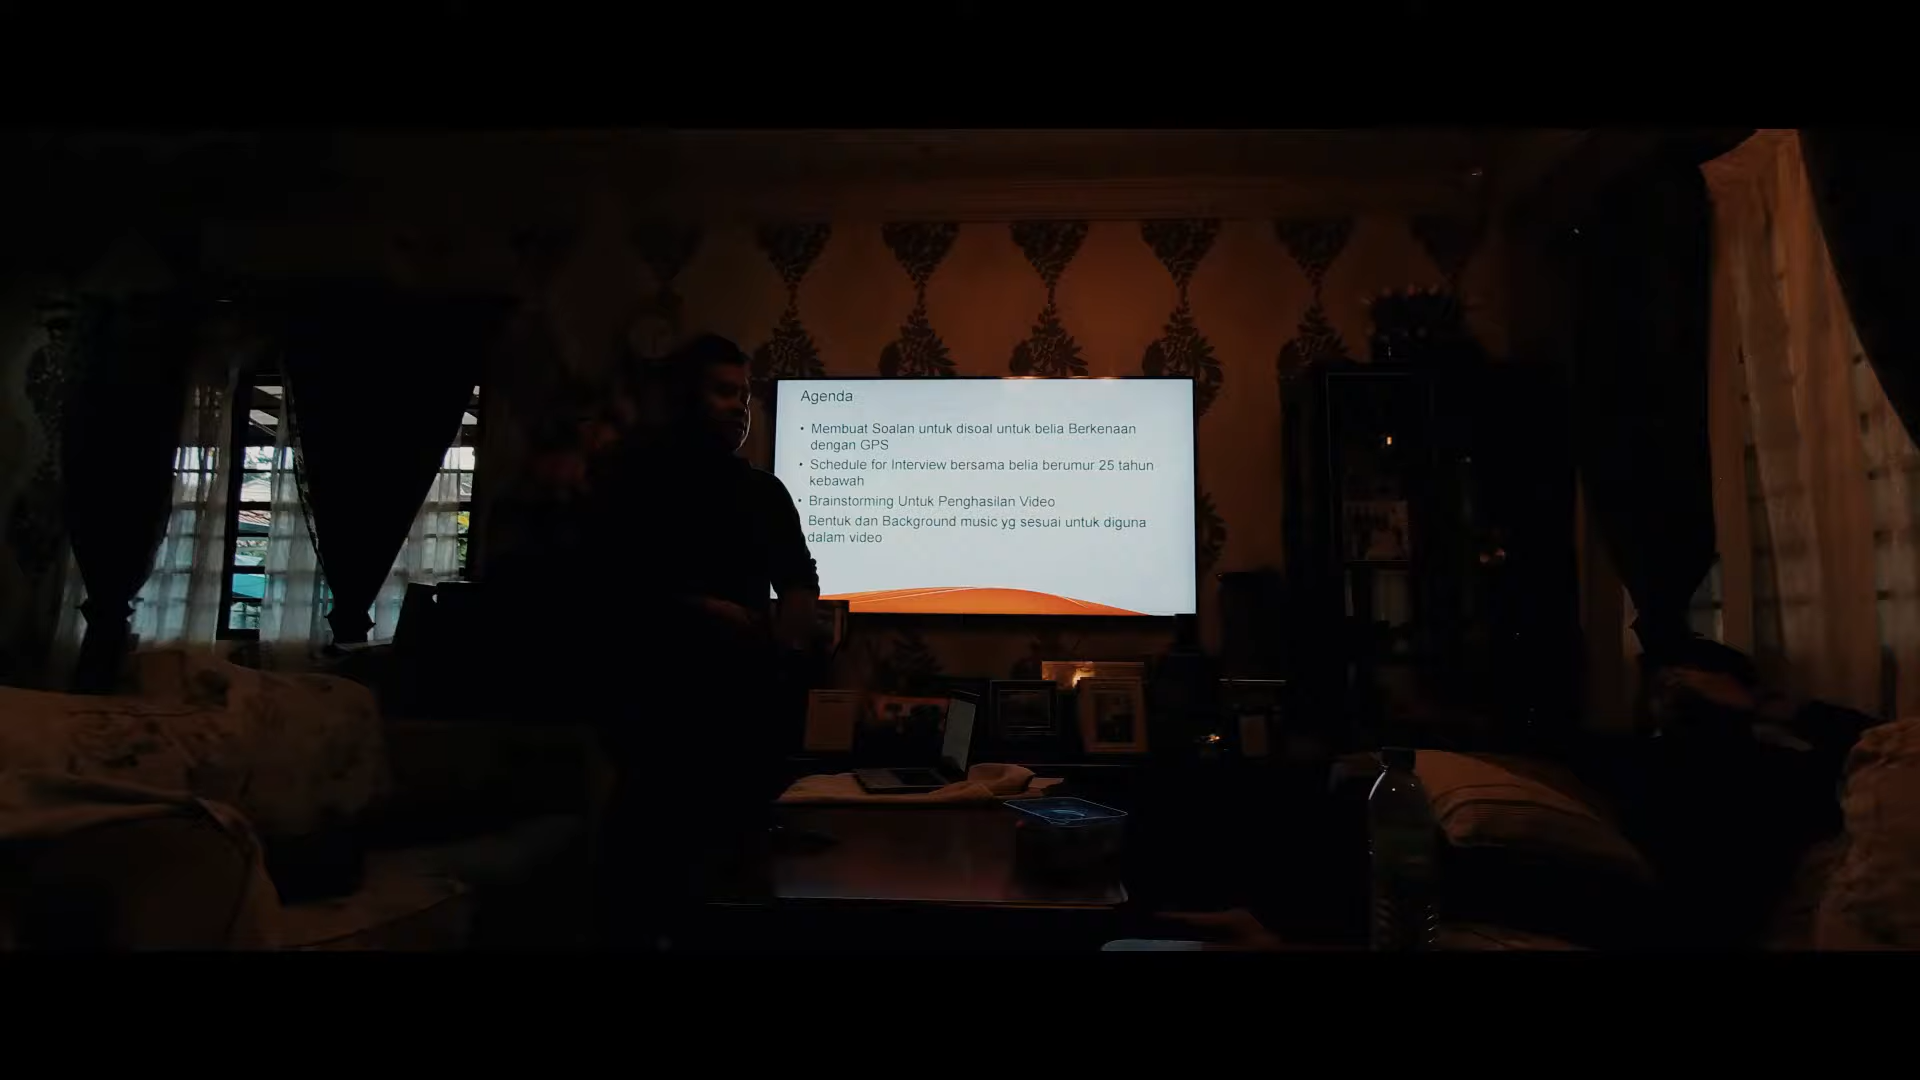 Agenda
• Membuat Soalan untuk disoal untuk belia Berkenaan
dengan GPS
• Schedule for Interview bersama belia berumur 25 tahun
kebawah
• Brainstorming Untuk Penghasilan Video
Bentuk dan Background music yg sesuai untuk diguna
dalam video